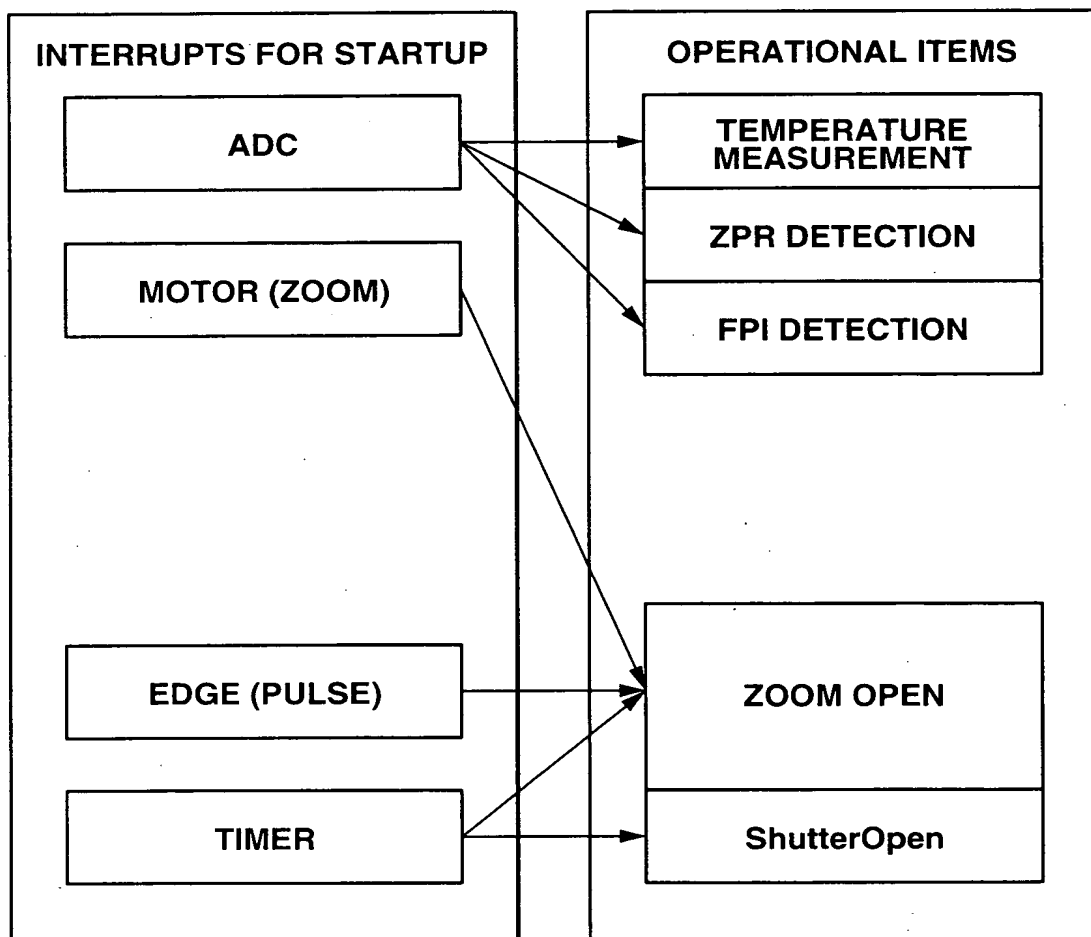 INTERRUPTS FOR STARTUP
ADC
MOTOR (ZOOM)
EDGE (PULSE)
TIMER
OPERATIONAL ITEMS
TEMPERATURE
MEASUREMENT
ZPR DETECTION
FPI DETECTION
ZOOM OPEN
ShutterOpen